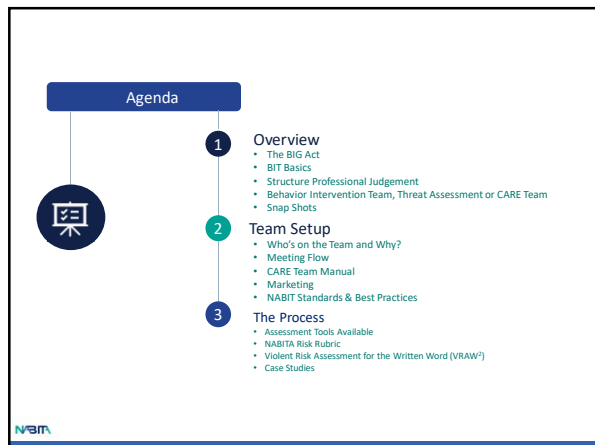 Agenda
1
Overview
• The BIG Act
• BIT Basics
• Structure Professional Judgement
• Behavior Intervention Team, Threat Assessment or CARE Team
• Snap Shots
2
Team Setup
• Who's on the Team and Why?
• Meeting Flow
• CARE Team Manual
• Marketing
• NABIT Standards & Best Practices
3
The Process
• Assessment Tools Available
• NABITA Risk Rubric
• Violent Risk Assessment for the Written Word (VRAW²)
• Case Studies
NABITA